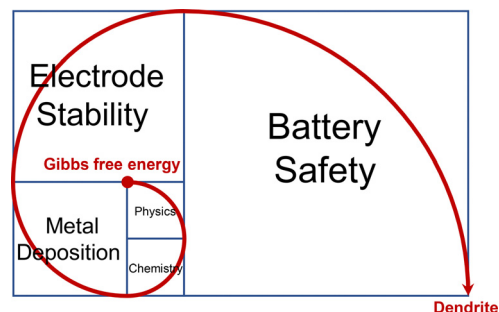 Electrode
Stability
Battery
Safety
Gibbs free energy
Physics
Metal
Deposition
Chemistry
Dendrite